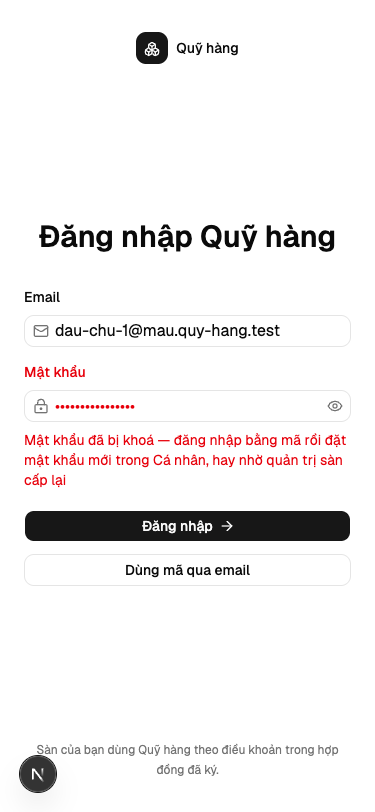 Quỹ hàng
Đăng nhập Quỹ hàng
Email
dau-chu-1@mau.quy-hang.test
Mật khẩu
••••••••••••••••
Mật khẩu đã bị khoá — đăng nhập bằng mã rồi đặt
mật khẩu mới trong Cá nhân, hay nhờ quản trị sàn
cấp lại
Đăng nhập →
Dùng mã qua email
Sàn của bạn dùng Quỹ hàng theo điều khoản trong hợp
đồng đã ký.
N